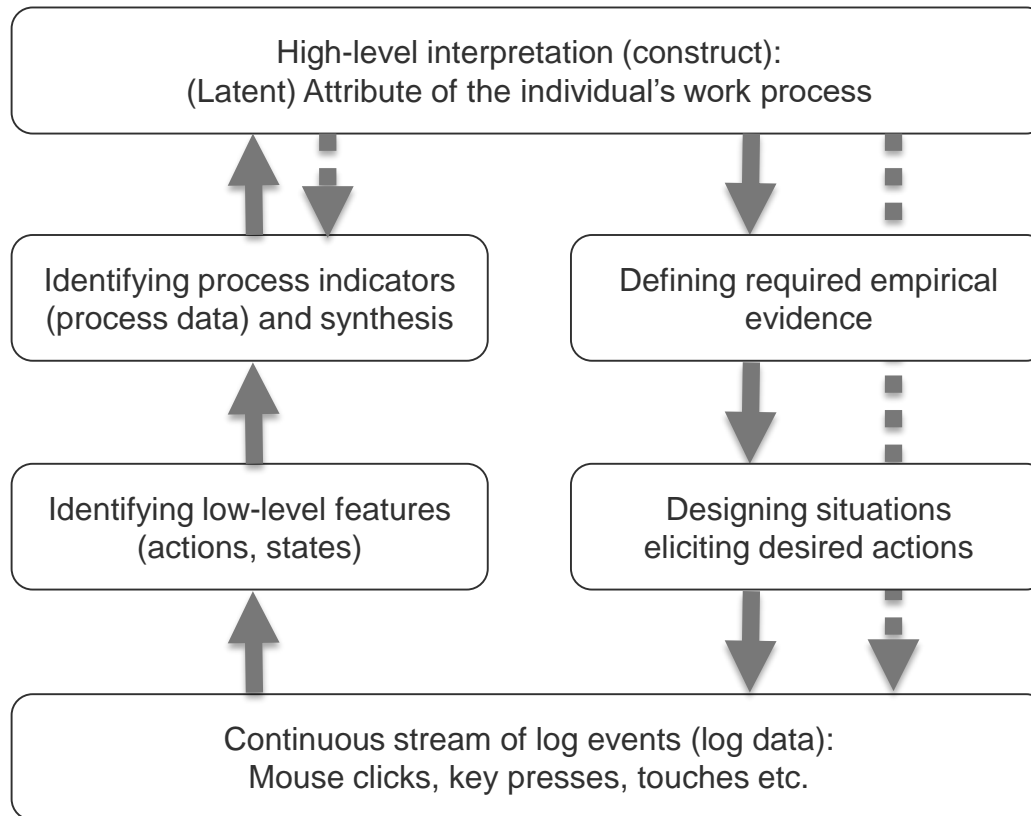 High-level interpretation (construct):
(Latent) Attribute of the individual’s work process
Identifying process indicators
(process data) and synthesis
Defining required empirical
evidence
Identifying low-level features
(actions, states)
Designing situations
eliciting desired actions
Continuous stream of log events (log data):
Mouse clicks, key presses, touches etc.